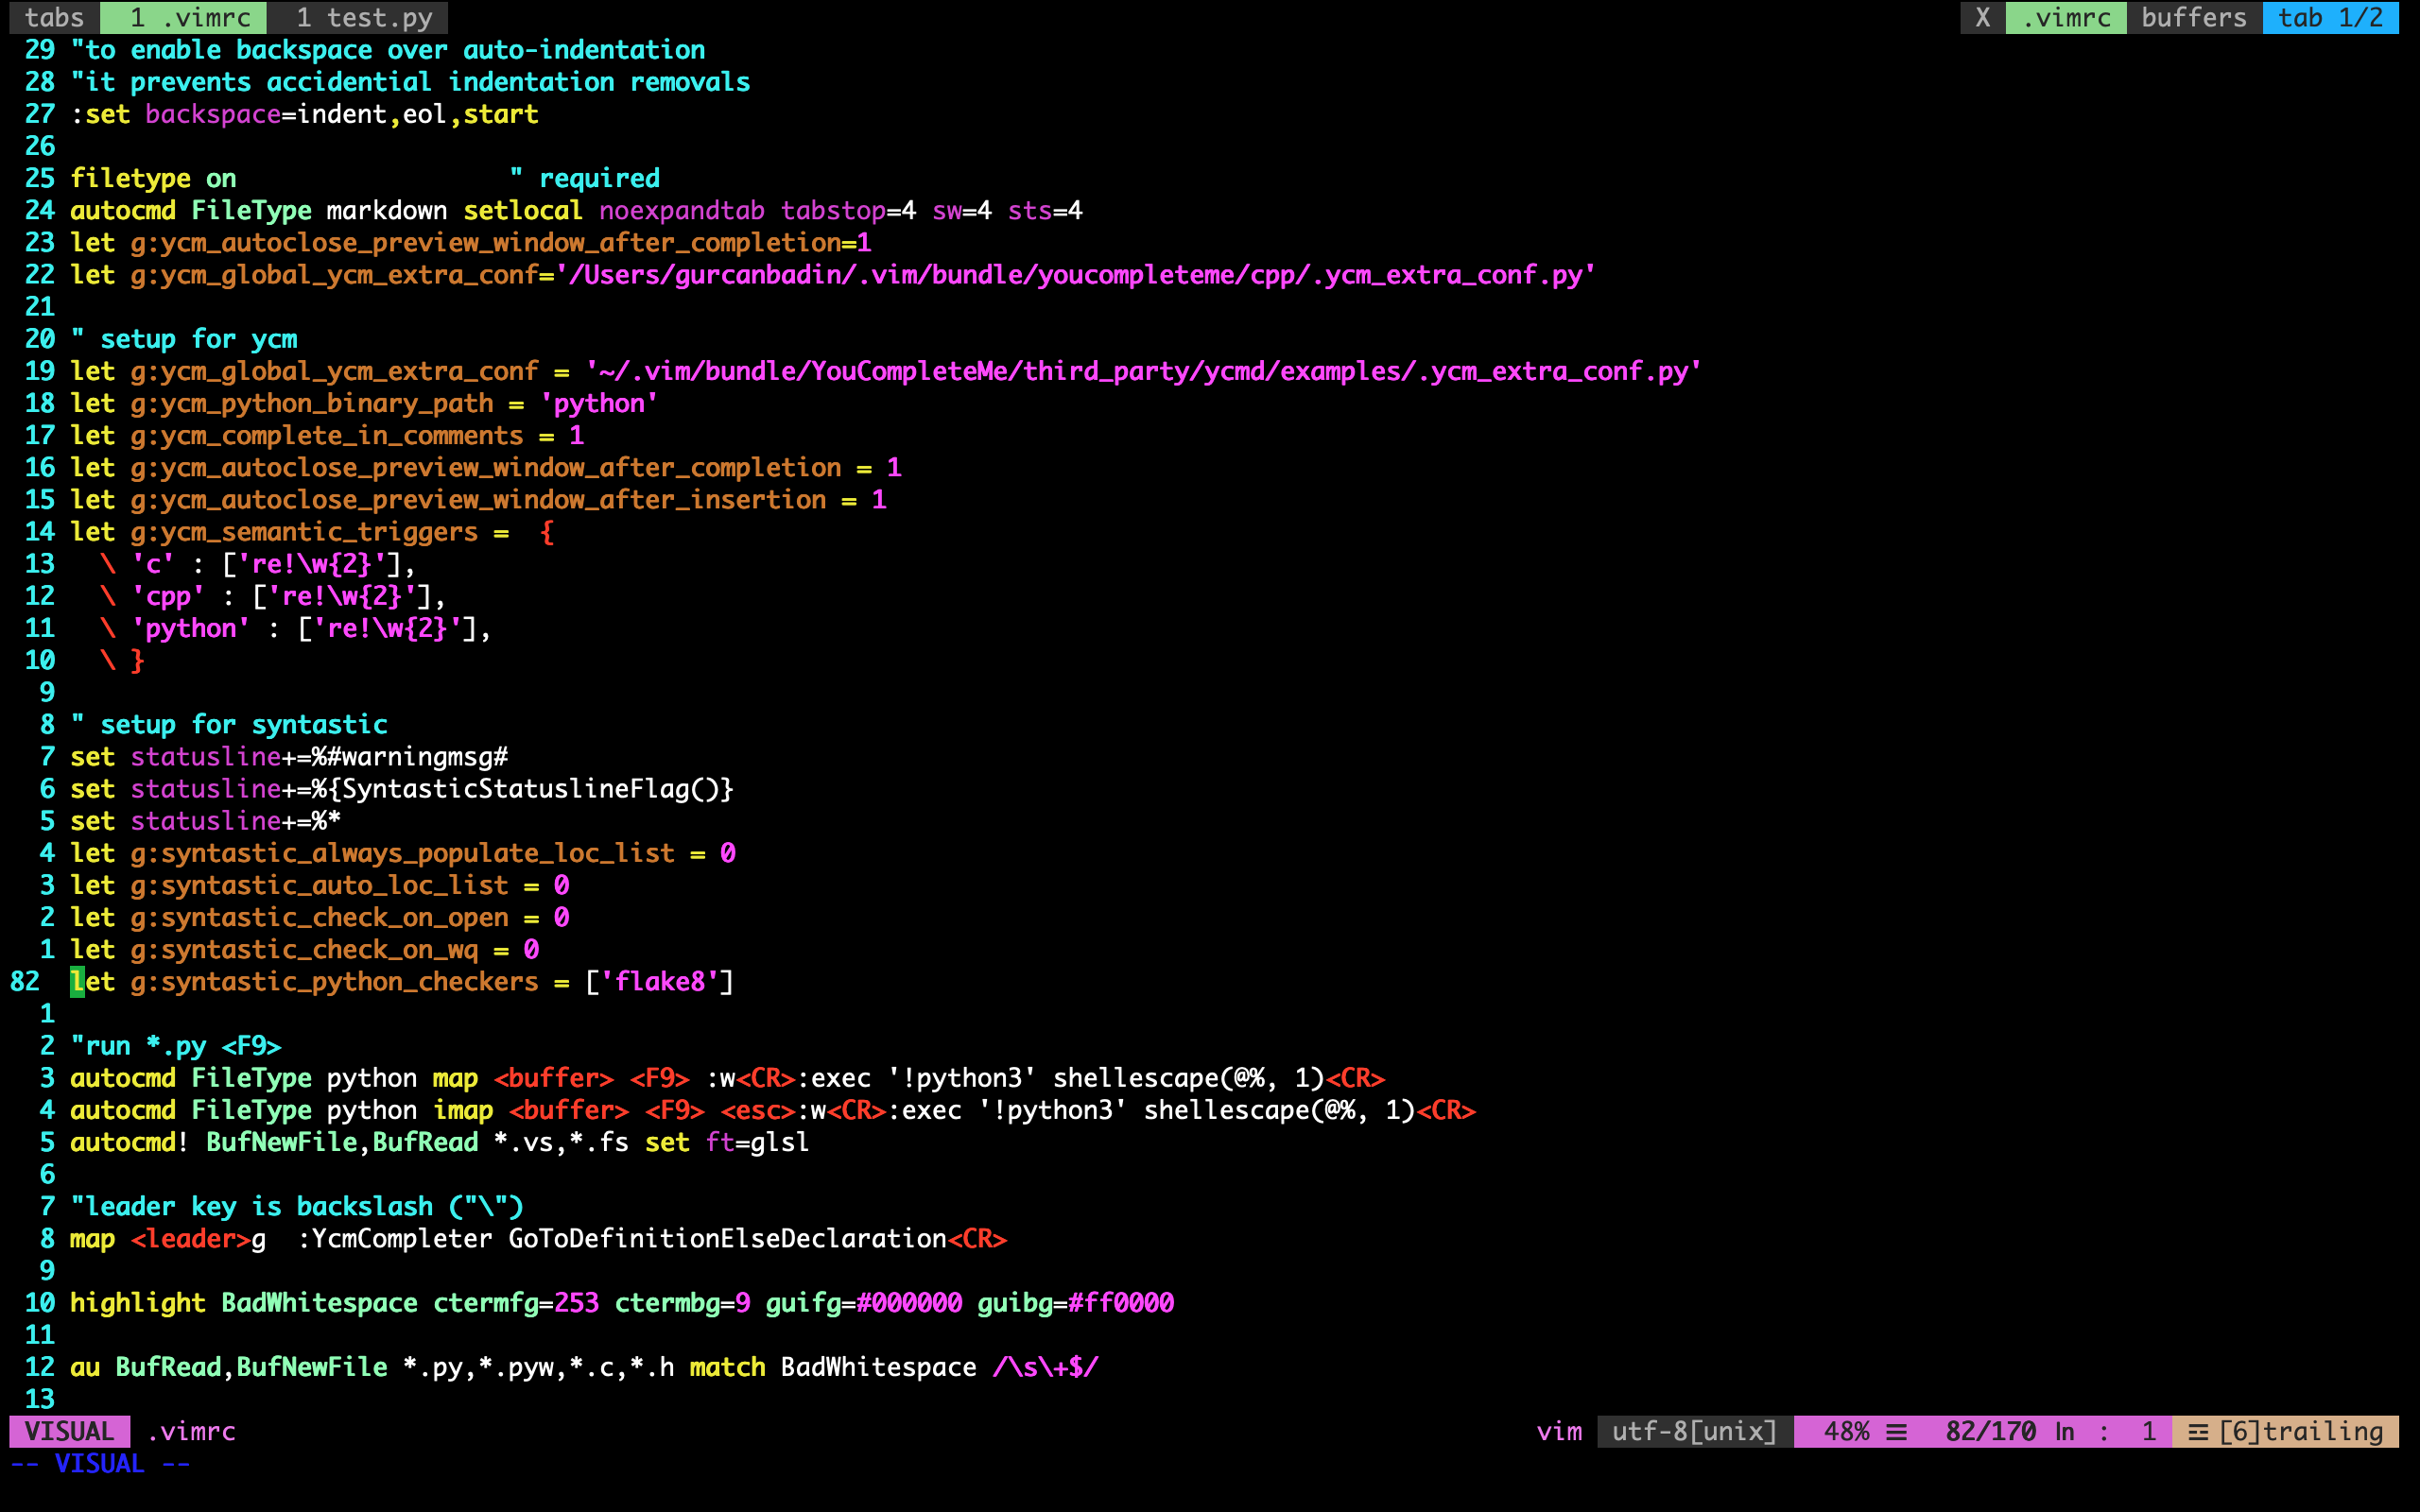 tabs 1 .vimrc 1 test.py X .vimrc buffers tab 1/2
29 "to enable backspace over auto-indentation
28 "it prevents accidential indentation removals
27 :set backspace=indent,eol,start
26
25 filetype on                  " required
24 autocmd FileType markdown setlocal noexpandtab tabstop=4 sw=4 sts=4
23 let g:ycm_autoclose_preview_window_after_completion=1
22 let g:ycm_global_ycm_extra_conf='/Users/gurcanbadin/.vim/bundle/youcompleteme/cpp/.ycm_extra_conf.py'
21
20 " setup for ycm
19 let g:ycm_global_ycm_extra_conf = '~/.vim/bundle/YouCompleteMe/third_party/ycmd/examples/.ycm_extra_conf.py'
18 let g:ycm_python_binary_path = 'python'
17 let g:ycm_complete_in_comments = 1
16 let g:ycm_autoclose_preview_window_after_completion = 1
15 let g:ycm_autoclose_preview_window_after_insertion = 1
14 let g:ycm_semantic_triggers =  {
13   \ 'c' : ['re!\w{2}'],
12   \ 'cpp' : ['re!\w{2}'],
11   \ 'python' : ['re!\w{2}'],
10   \ }
9
8 " setup for syntastic
7 set statusline+=%#warningmsg#
6 set statusline+=%{SyntasticStatuslineFlag()}
5 set statusline+=%*
4 let g:syntastic_always_populate_loc_list = 0
3 let g:syntastic_auto_loc_list = 0
2 let g:syntastic_check_on_open = 0
1 let g:syntastic_check_on_wq = 0
82 let g:syntastic_python_checkers = ['flake8']
1
2 "run *.py <F9>
3 autocmd FileType python map <buffer> <F9> :w<CR>:exec '!python3' shellescape(@%, 1)<CR>
4 autocmd FileType python imap <buffer> <F9> <esc>:w<CR>:exec '!python3' shellescape(@%, 1)<CR>
5 autocmd! BufNewFile,BufRead *.vs,*.fs set ft=glsl
6
7 "leader key is backslash ("\")
8 map <leader>g  :YcmCompleter GoToDefinitionElseDeclaration<CR>
9
10 highlight BadWhitespace ctermfg=253 ctermbg=9 guifg=#000000 guibg=#ff0000
11
12 au BufRead,BufNewFile *.py,*.pyw,*.c,*.h match BadWhitespace /\s\+$/
13
VISUAL .vimrc vim utf-8[unix] 48% ☰ 82/170 ln : 1 ☲ [6]trailing
-- VISUAL --